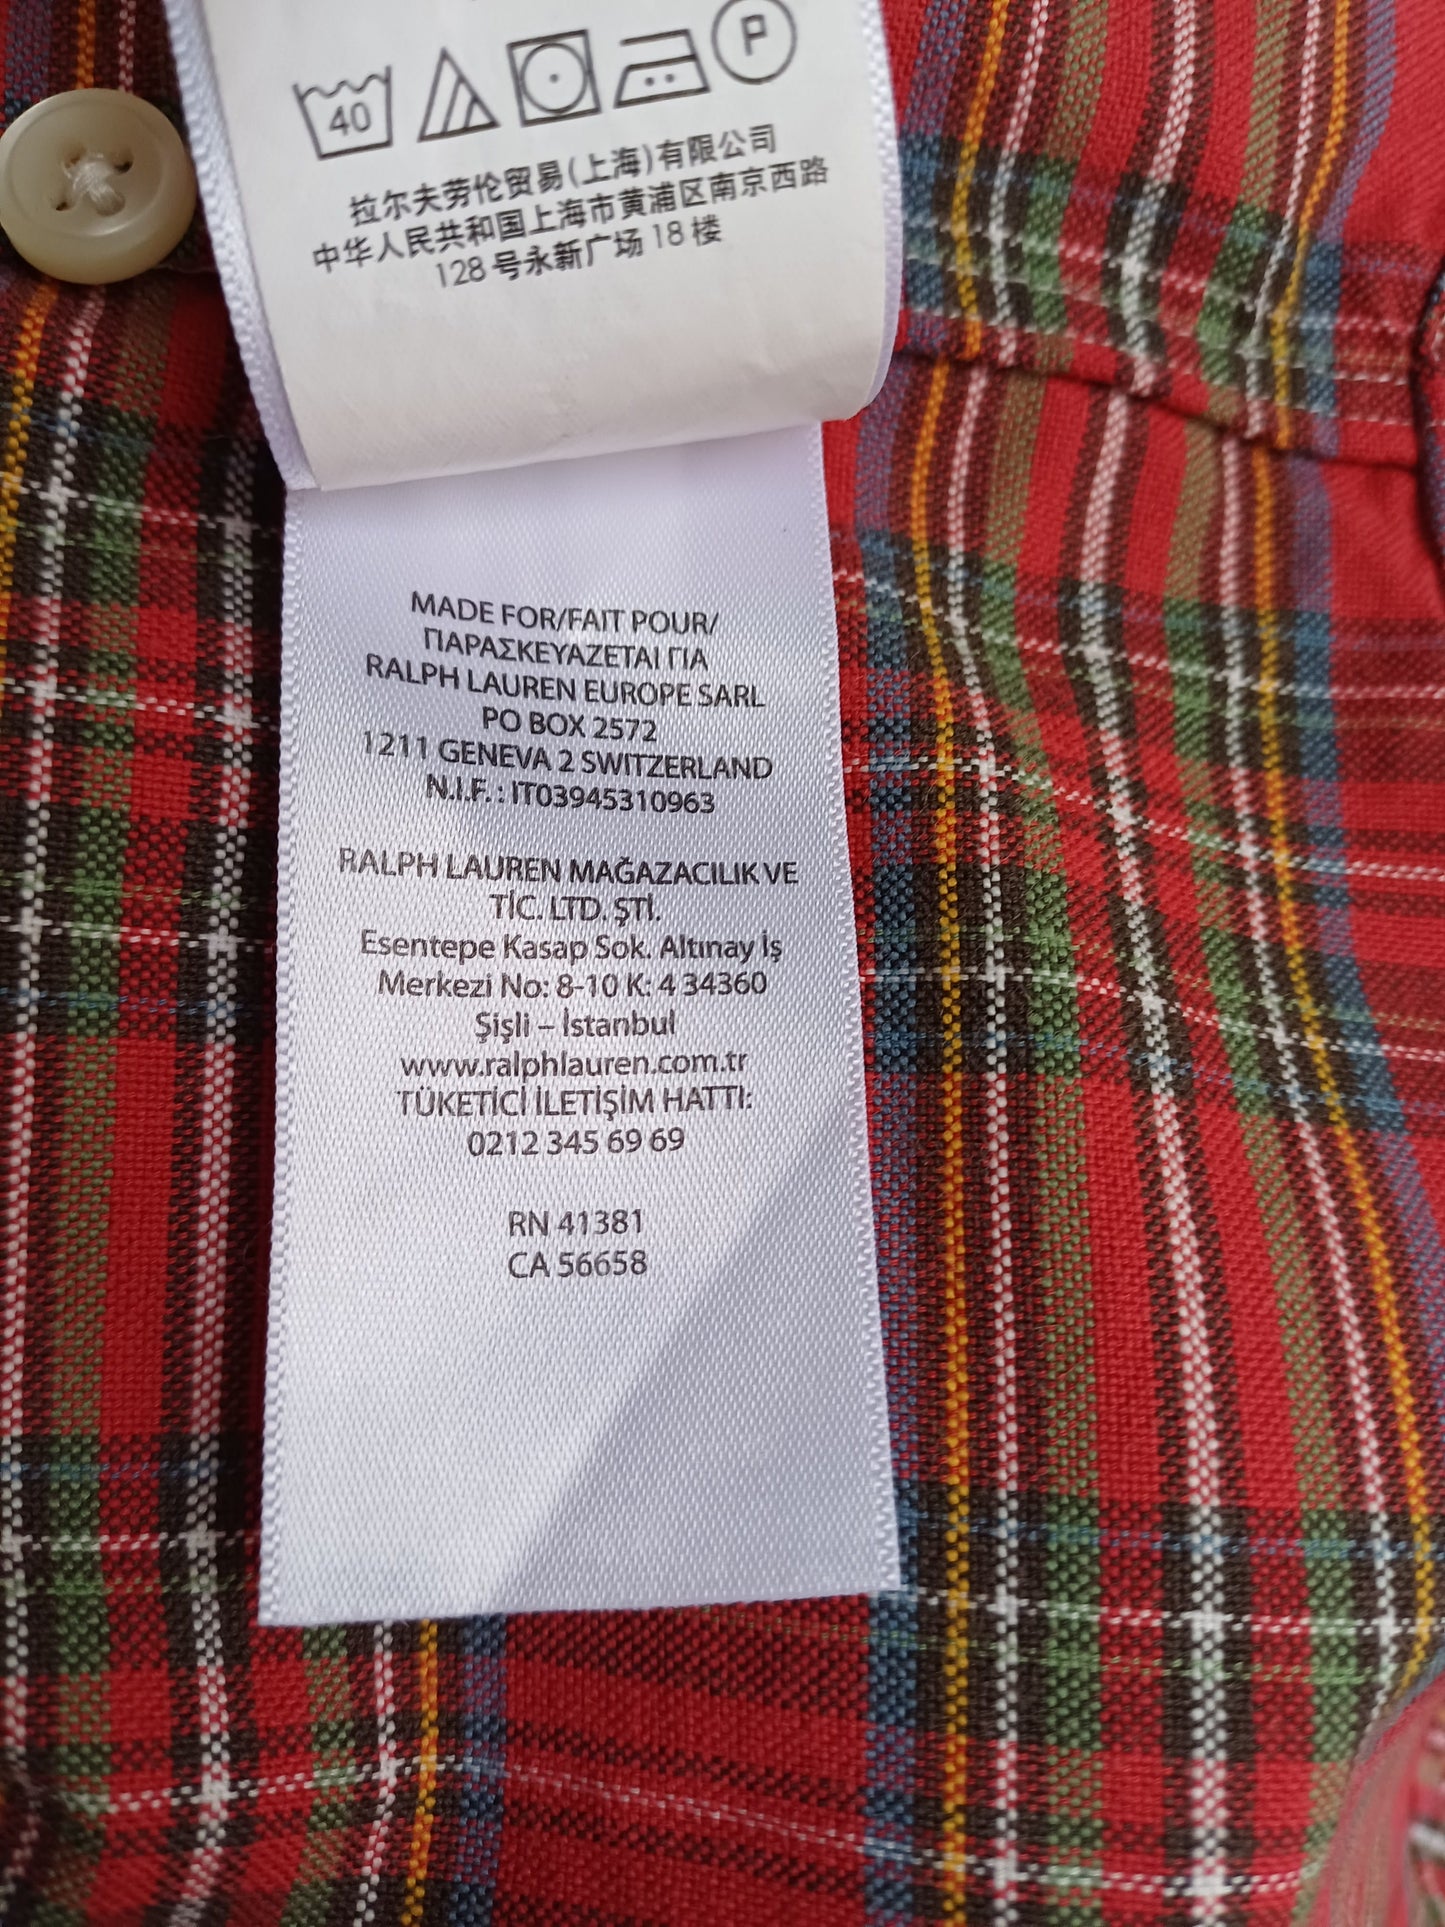 40
P
拉尔夫劳伦贸易(上海)有限公司
中华人民共和国上海市黄浦区南京西路
128号永新广场 18 楼
MADE FOR/FAIT POUR/
ΠΑΡΑΣΚΕΥΑΖΕΤΑΙ ΓΙΑ
RALPH LAUREN EUROPE SARL
PO BOX 2572
1211 GENEVA 2 SWITZERLAND
N.I.F. : IT03945310963
RALPH LAUREN MAĞAZACILIK VE
TİC. LTD. ŞTİ.
Esentepe Kasap Sok. Altınay İş
Merkezi No: 8-10 K: 4 34360
Şişli – İstanbul
www.ralphlauren.com.tr
TÜKETİCİ İLETİŞİM HATTI:
0212 345 69 69
RN 41381
CA 56658